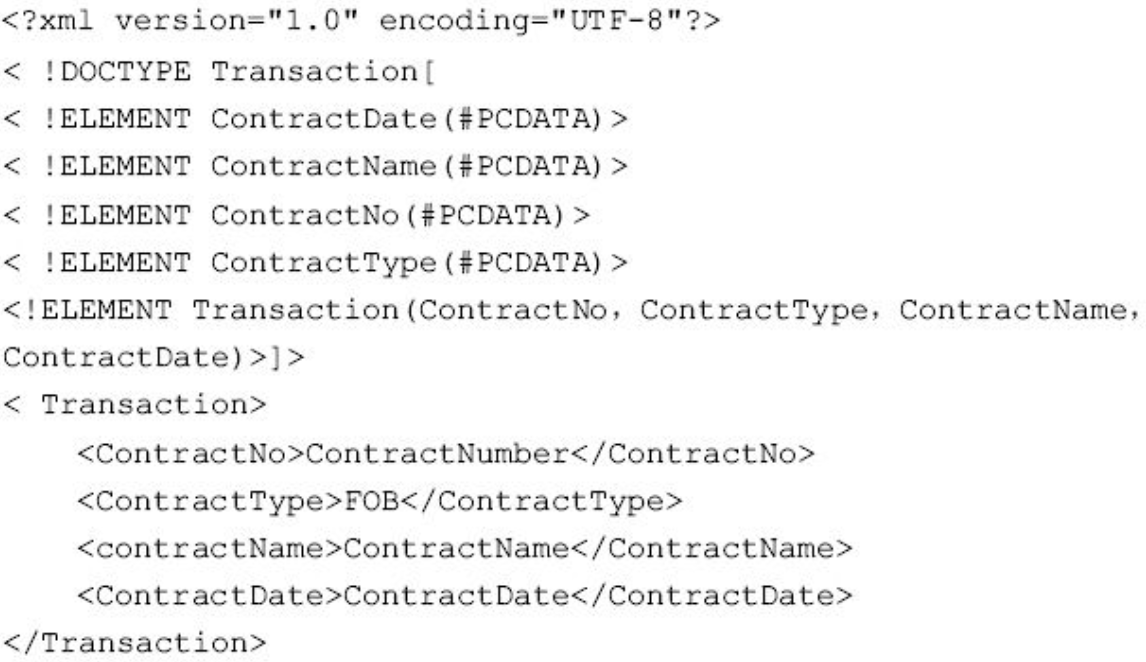 <?xml version="1.0" encoding="UTF-8"?>
< !DOCTYPE Transaction[
< !ELEMENT ContractDate(#PCDATA)>
< !ELEMENT ContractName(#PCDATA)>
< !ELEMENT ContractNo(#PCDATA)>
< !ELEMENT ContractType(#PCDATA)>
<!ELEMENT Transaction(ContractNo, ContractType, ContractName,
ContractDate)>]>
< Transaction>
<ContractNo>ContractNumber</ContractNo>
<ContractType>FOB</ContractType>
<contractName>ContractName</ContractName>
<ContractDate>ContractDate</ContractDate>
</Transaction>